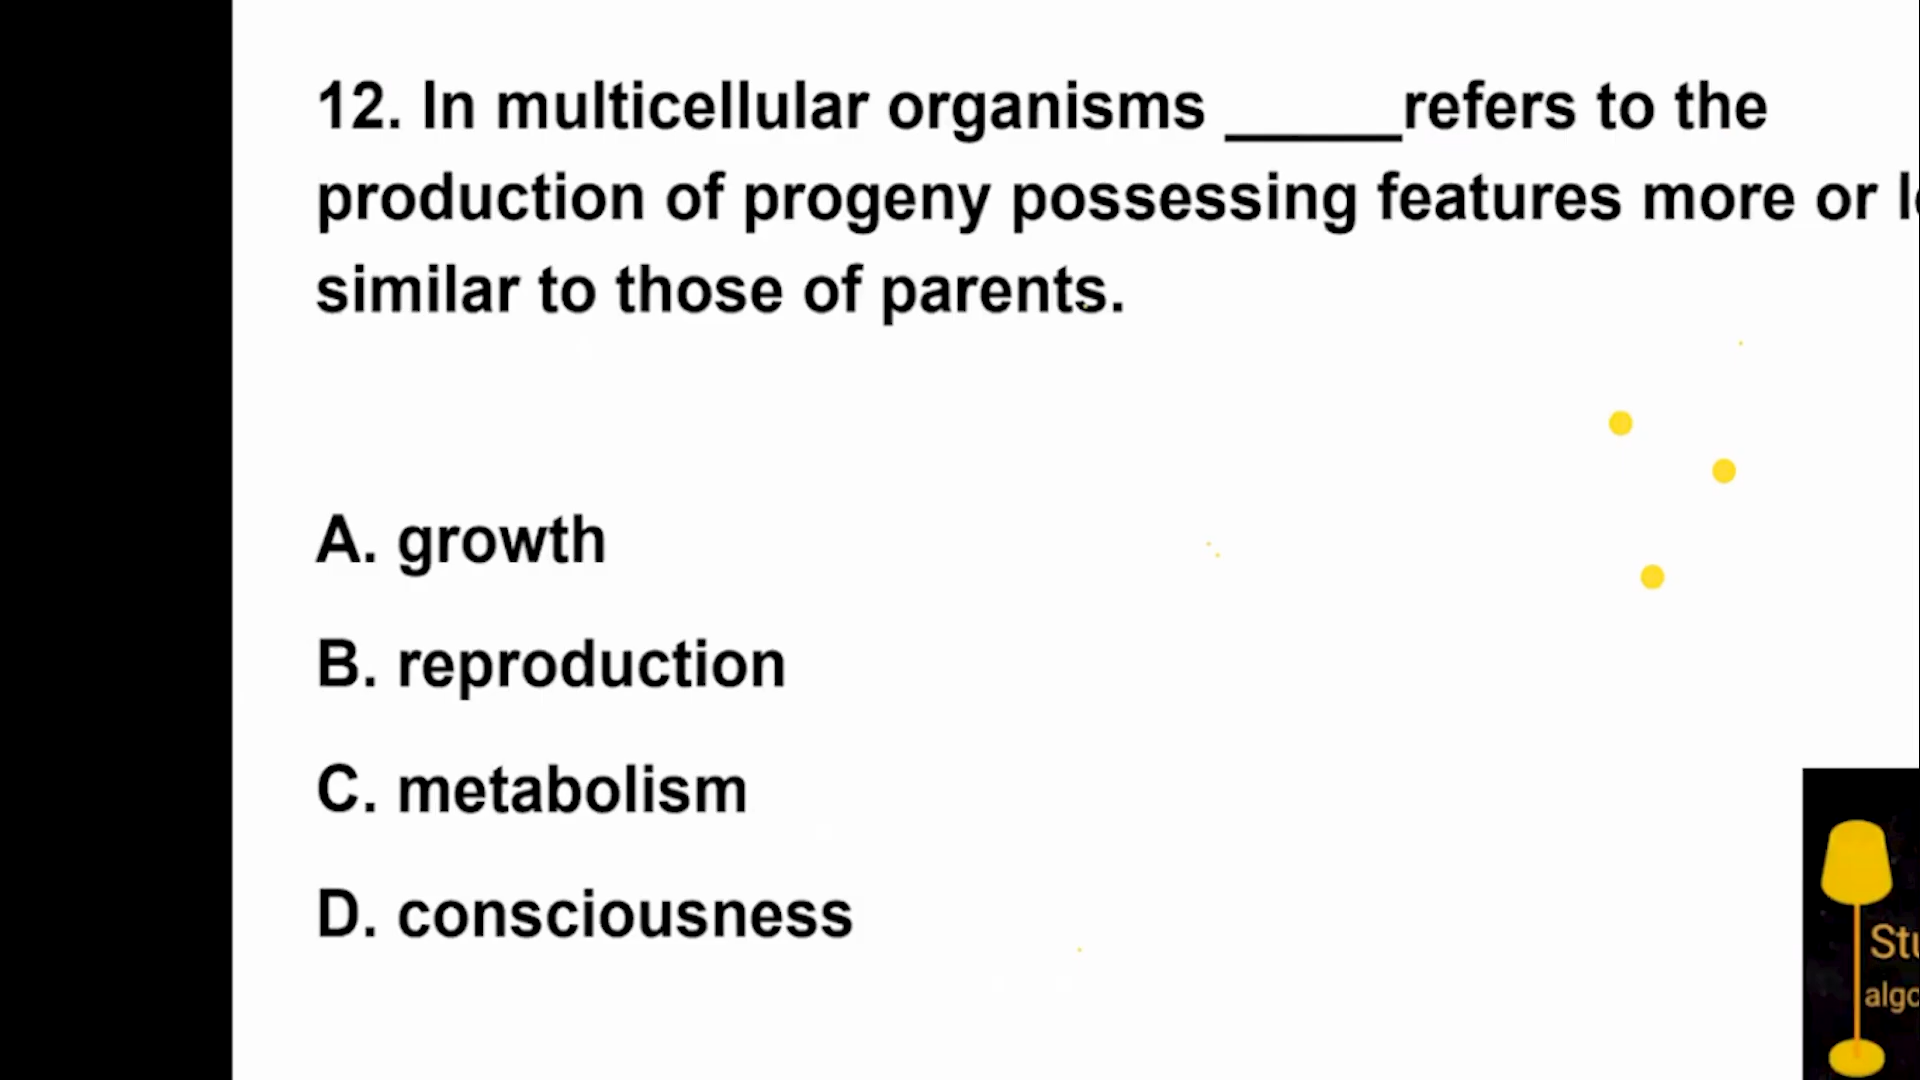 12. In multicellular organisms _____refers to the
production of progeny possessing features more or
similar to those of parents.
A. growth
B. reproduction
C. metabolism
D. consciousness